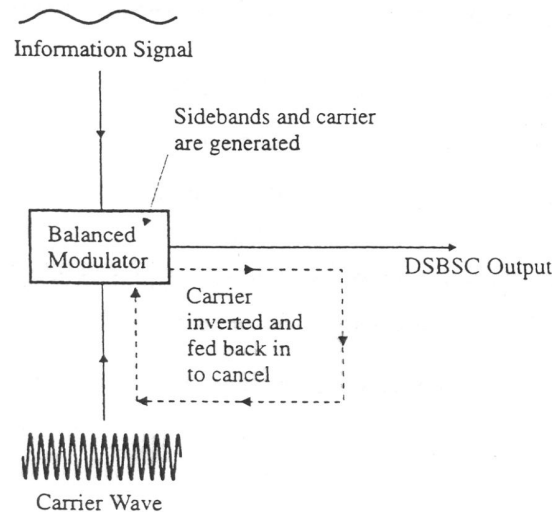 Information Signal
Sidebands and carrier
are generated
Balanced
Modulator
DSBSC Output
Carrier
inverted and
fed back in
to cancel
Carrier Wave